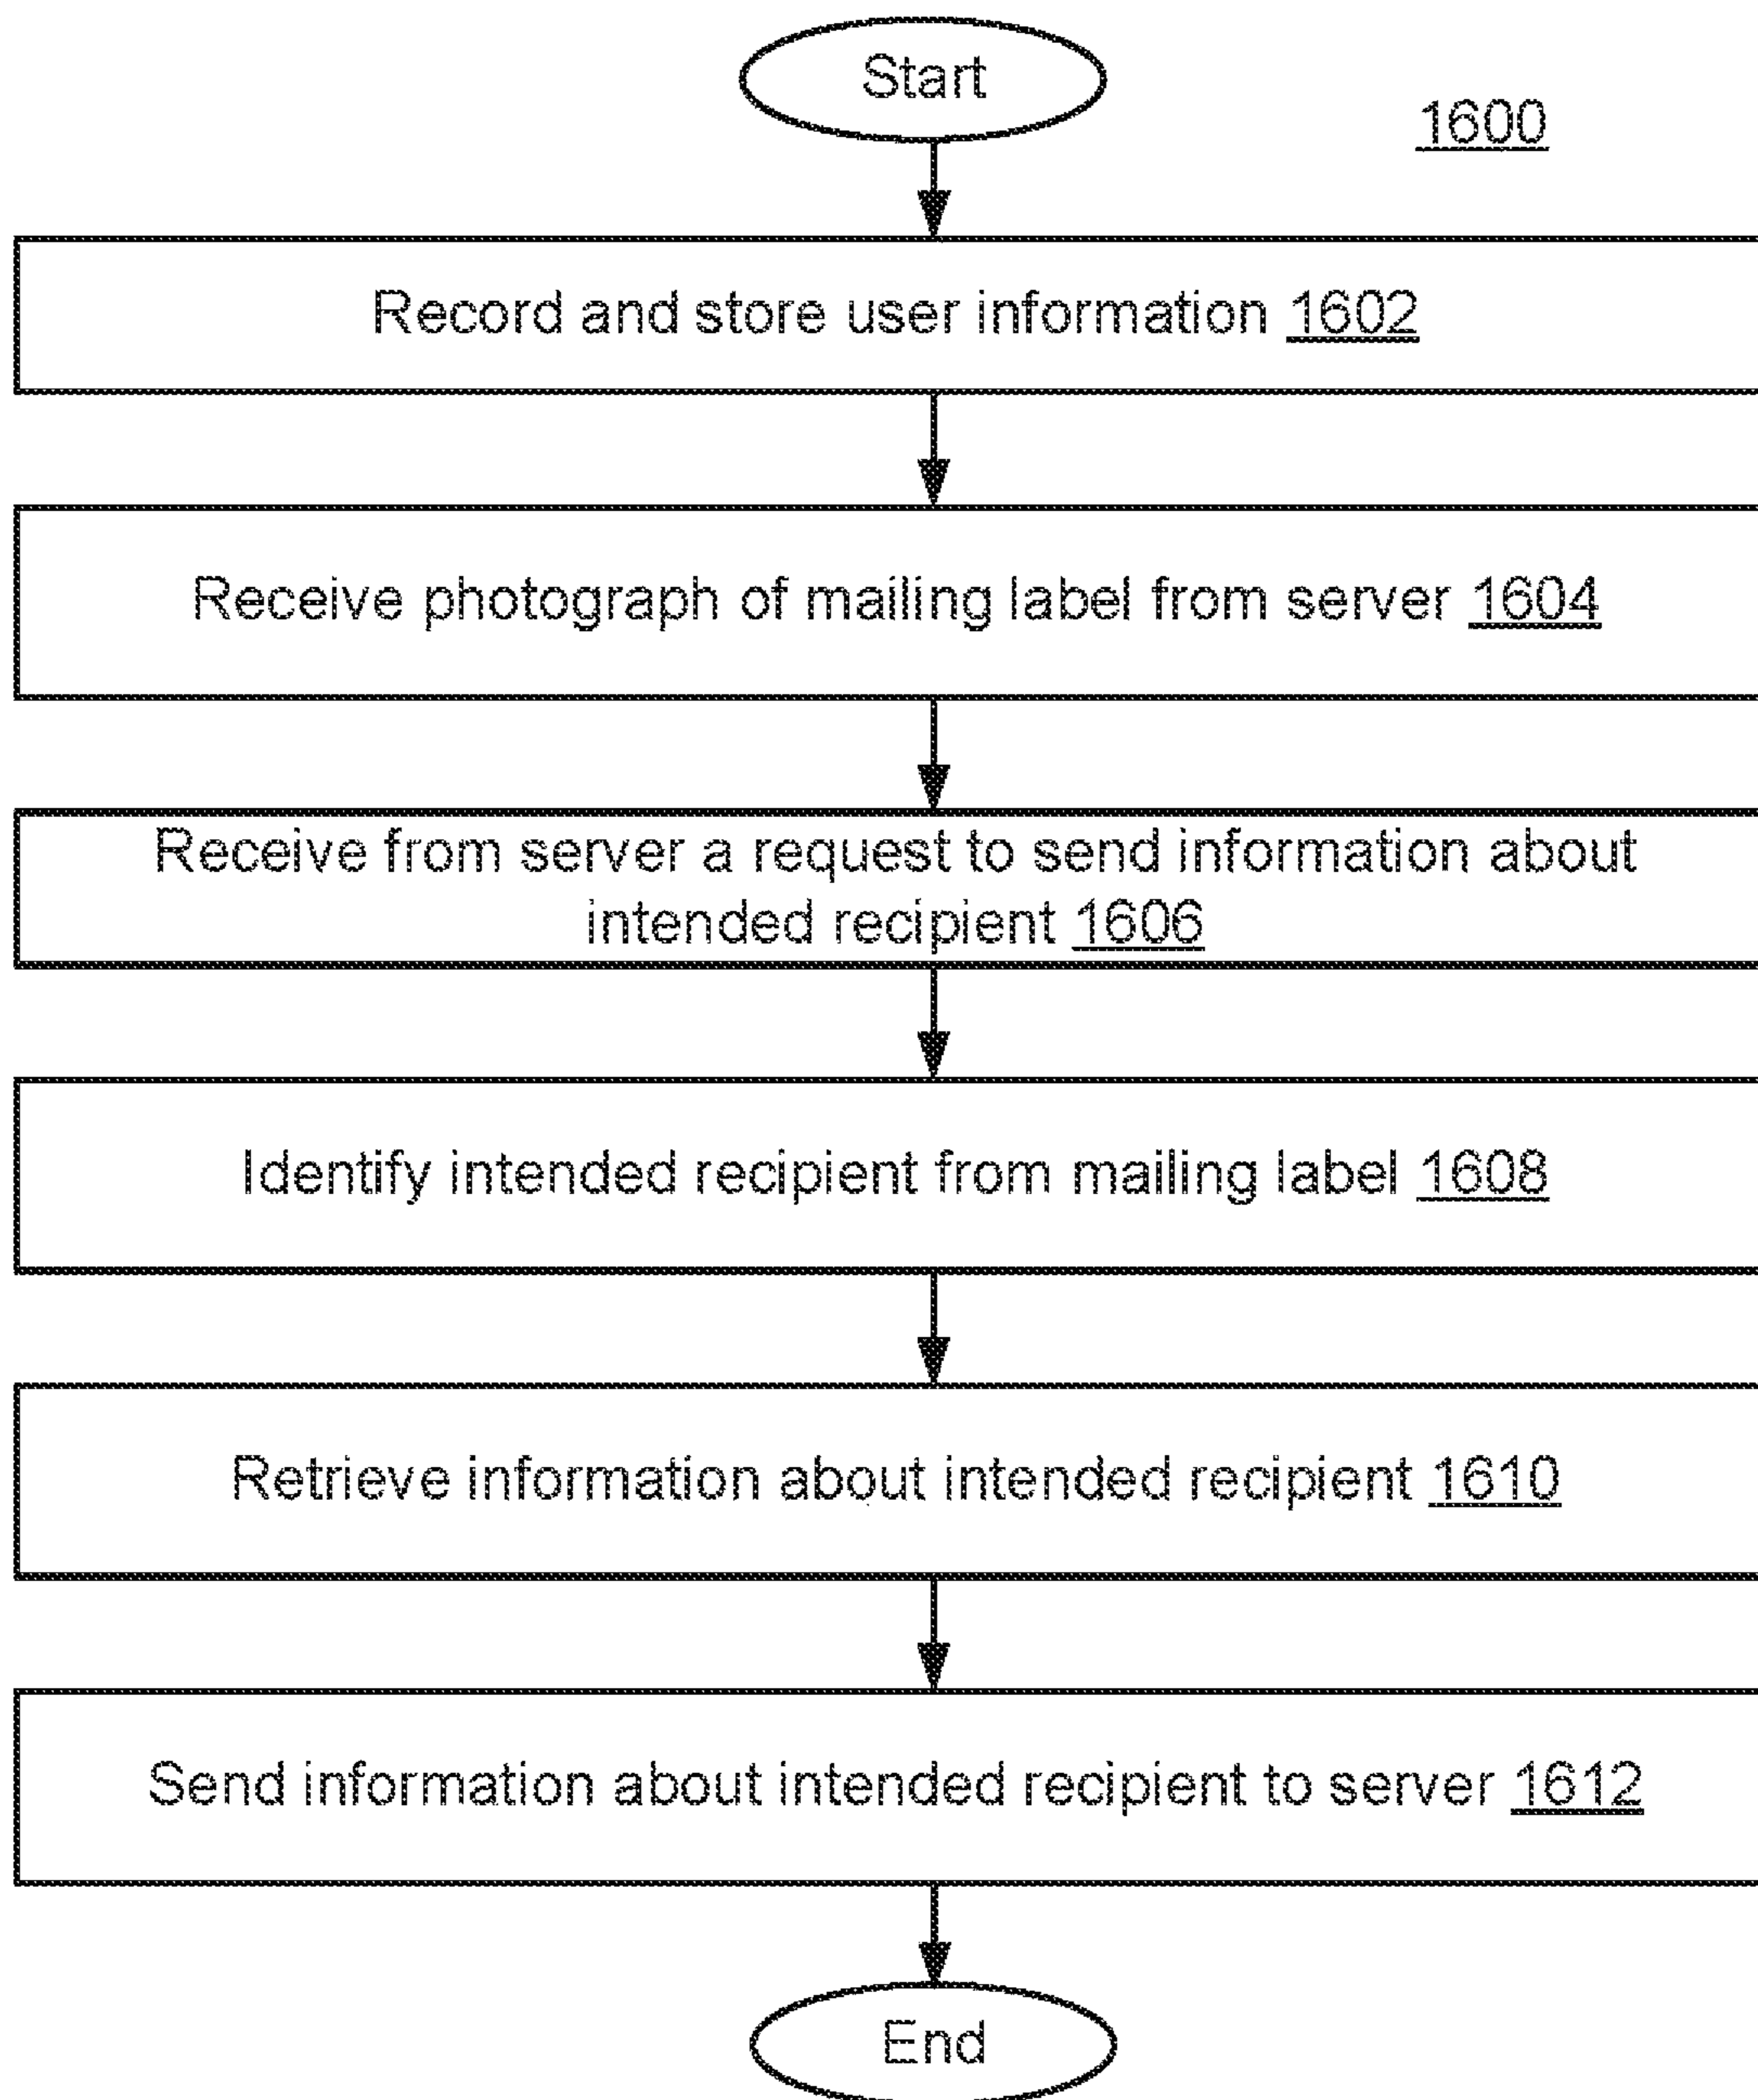 Start
1600
Record and store user information 1602
Receive photograph of mailing label from server 1604
Receive from server a request to send information about
intended recipient 1606
Identify intended recipient from mailing label 1608
Retrieve information about intended recipient 1610
Send information about intended recipient to server 1612
End